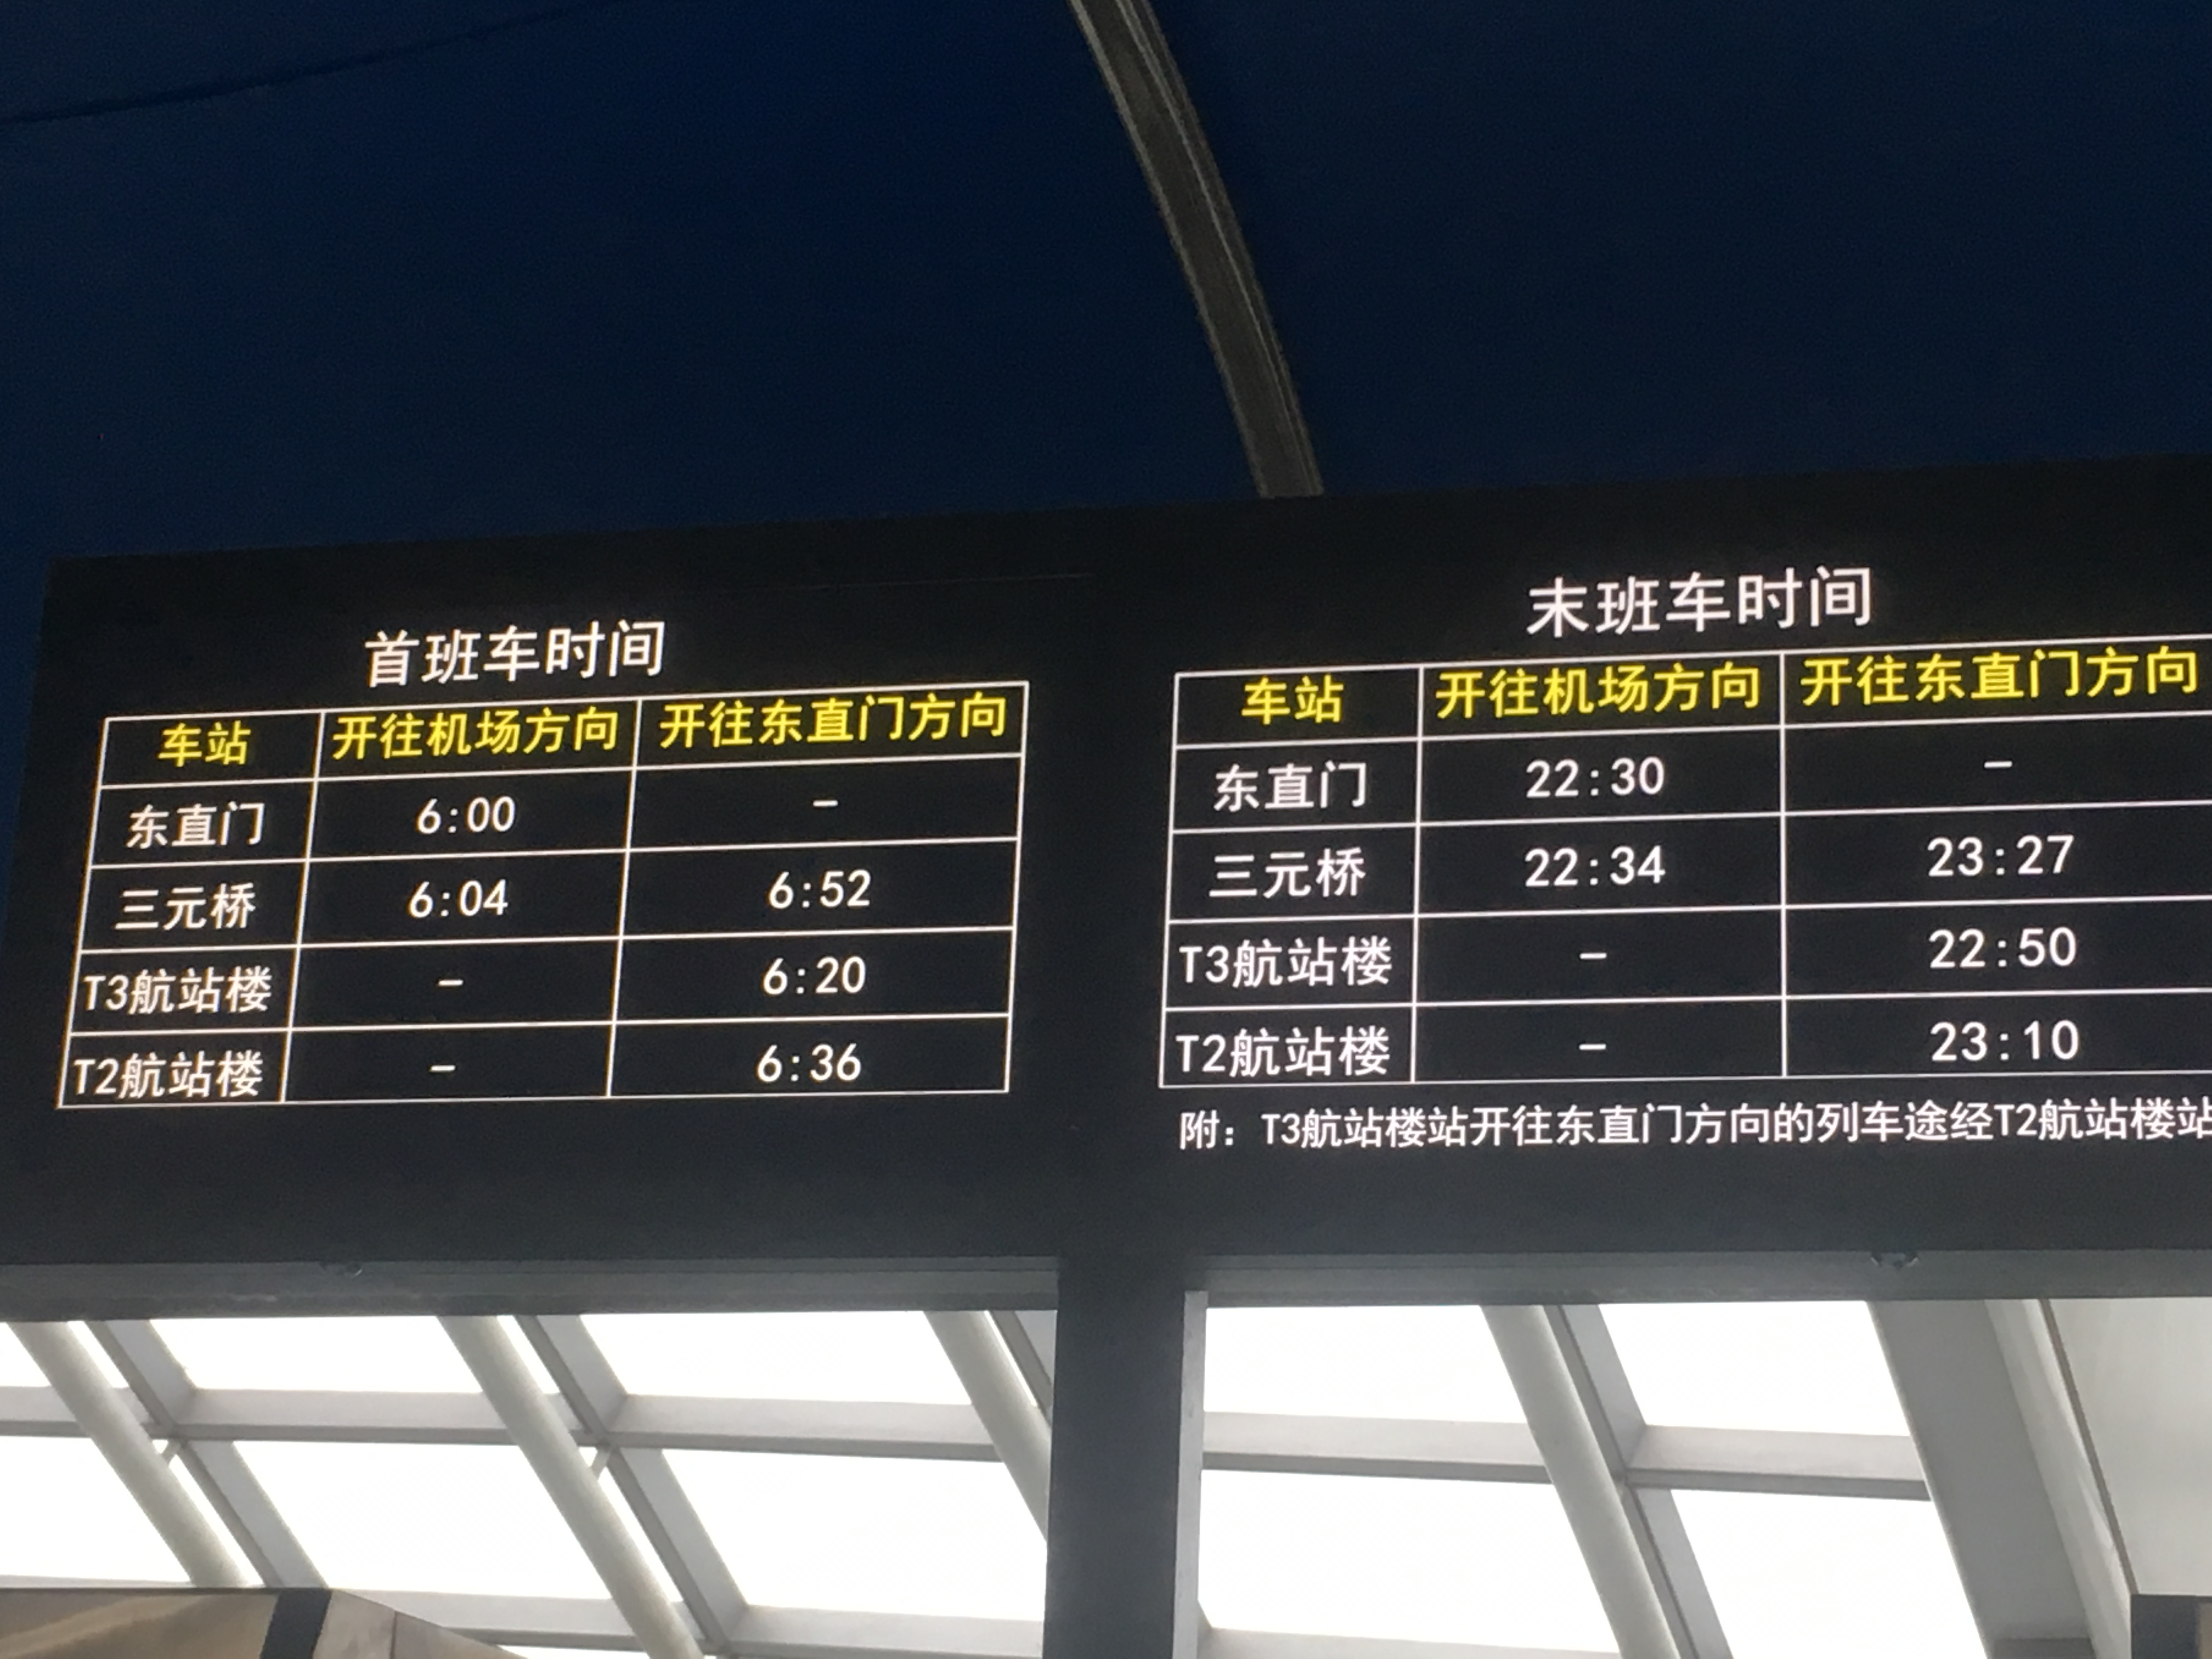 首班车时间
车站 开往机场方向 开往东直门方向
东直门 6:00 –
三元桥 6:04 6:52
T3航站楼 – 6:20
T2航站楼 – 6:36
末班车时间
车站 开往机场方向 开往东直门方向
东直门 22:30 –
三元桥 22:34 23:27
T3航站楼 – 22:50
T2航站楼 – 23:10
附：T3航站楼站开往东直门方向的列车途经T2航站楼站